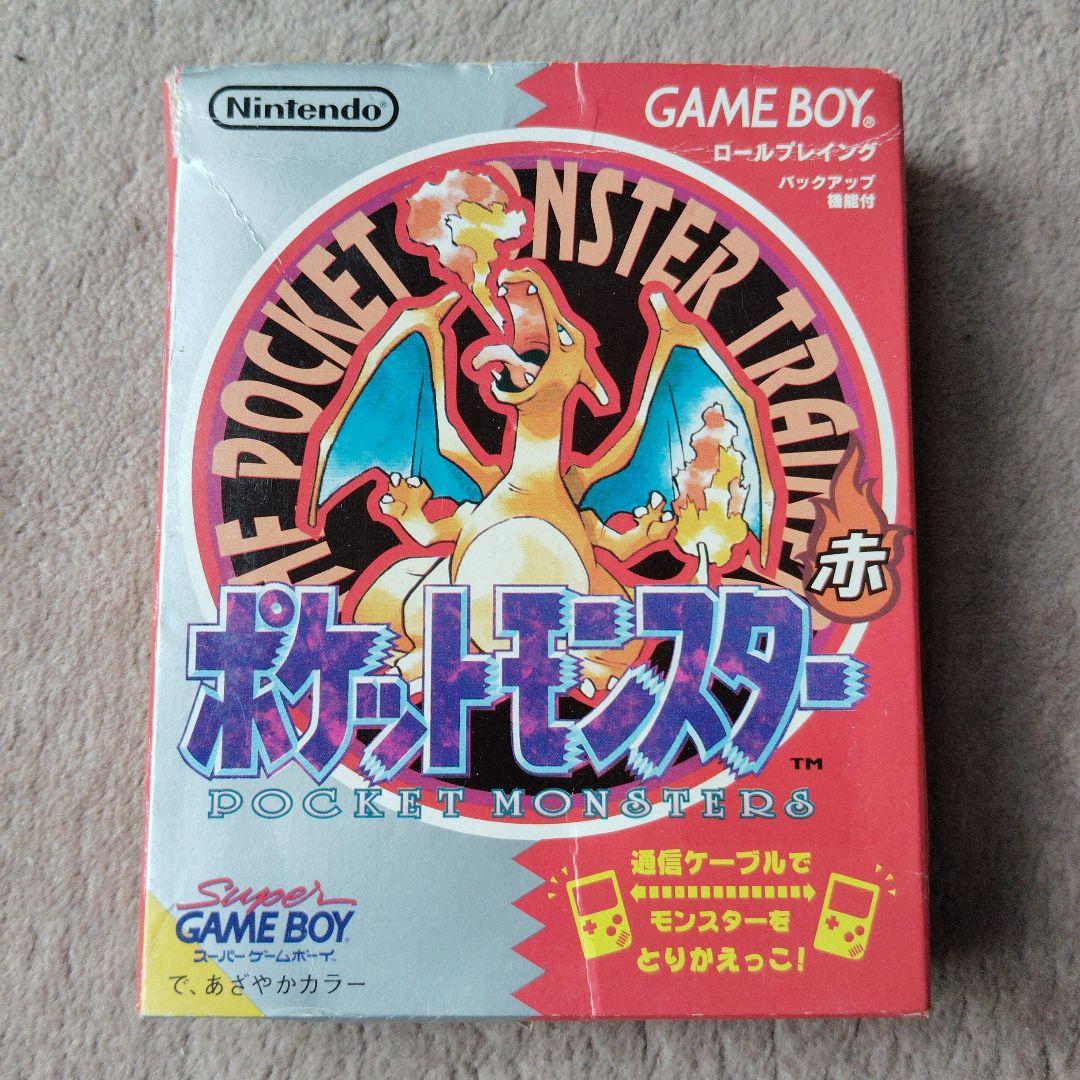 Nintendo®
GAME BOY®
ロールプレイング
バックアップ
機能付
POCKET MONSTER TRAINE
赤
ポケットモンスター
TM
POCKET MONSTERS
通信ケーブルで
モンスターを
とりかえっこ!
Super
GAME BOY
スーパーゲームボーイ
で、あざやかカラー